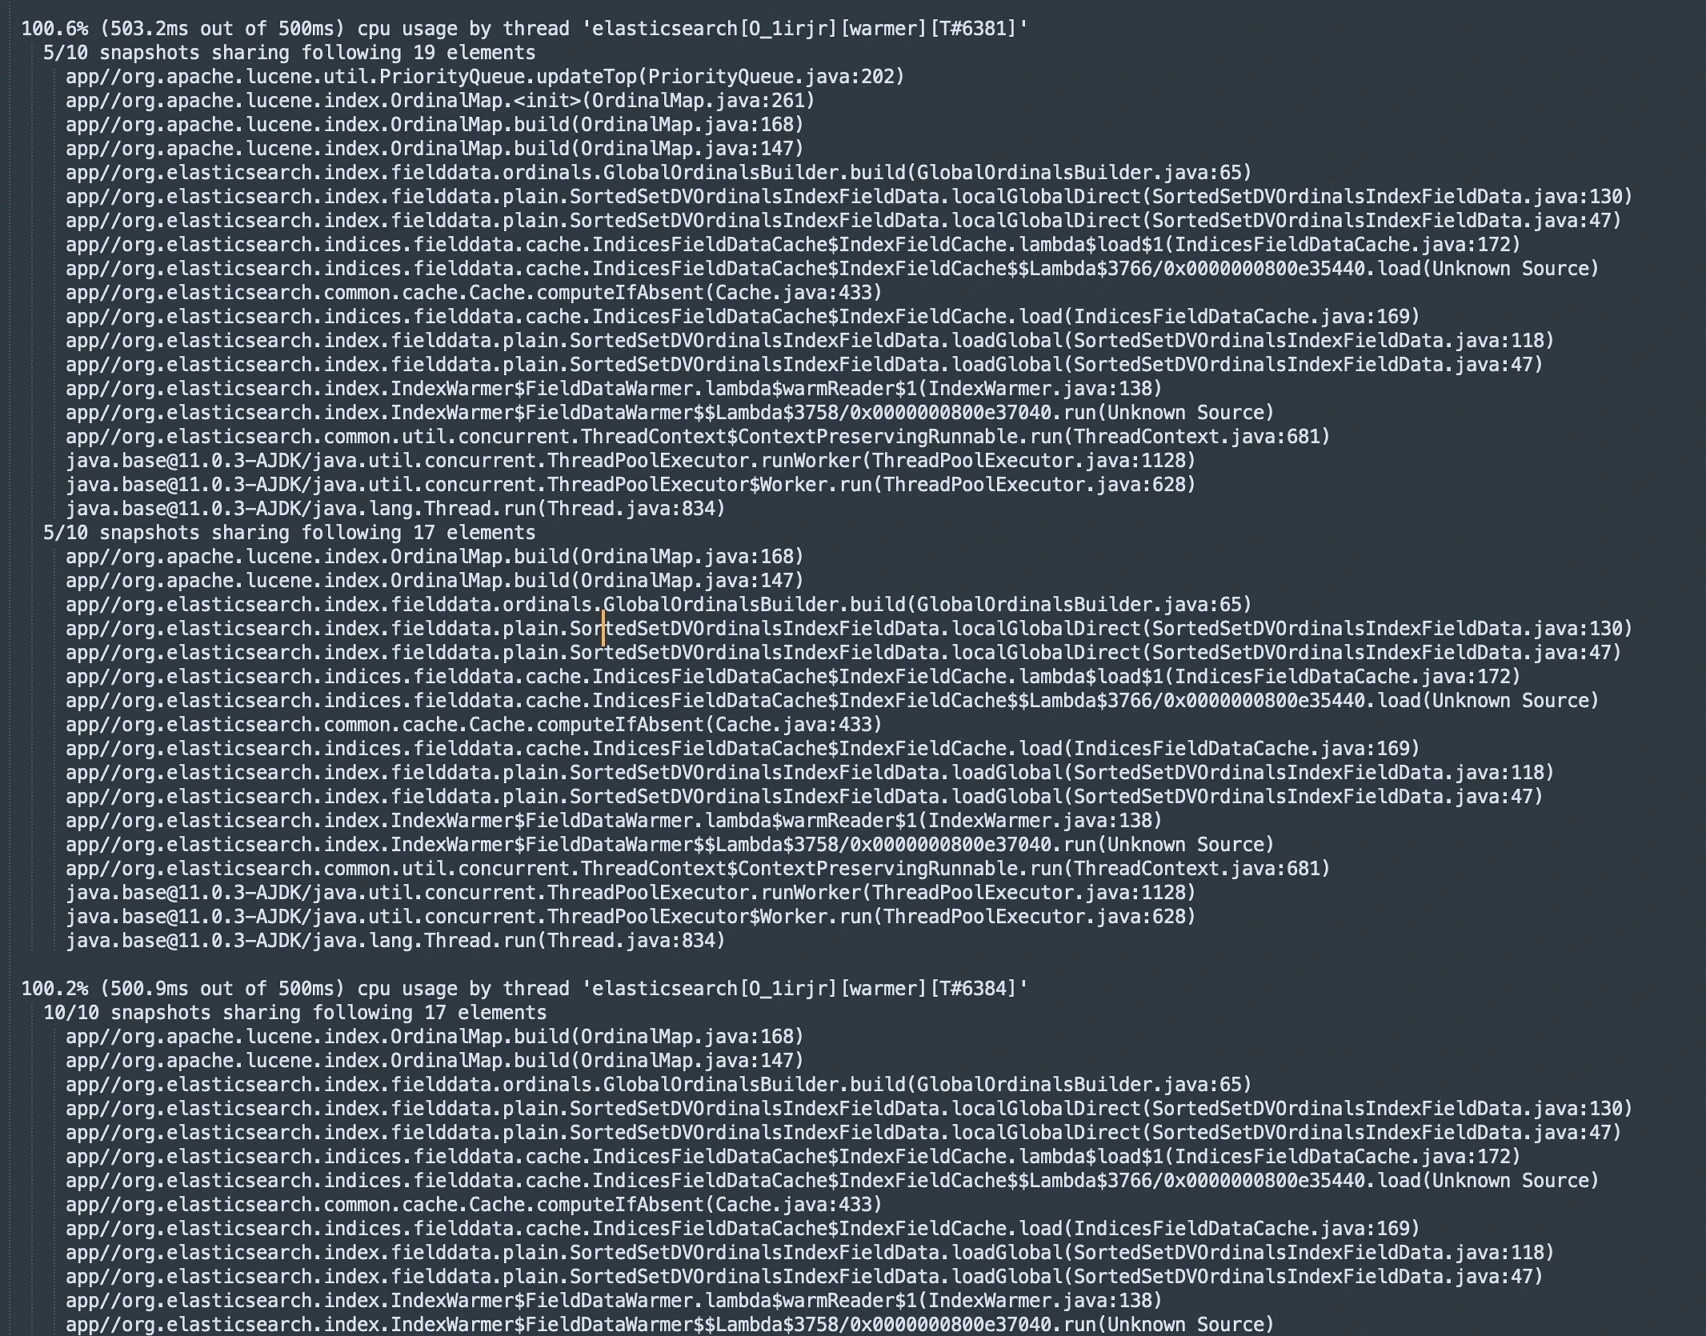 100.6% (503.2ms out of 500ms) cpu usage by thread 'elasticsearch[O_1irjr][warmer][T#6381]'
5/10 snapshots sharing following 19 elements
app//org.apache.lucene.util.PriorityQueue.updateTop(PriorityQueue.java:202)
app//org.apache.lucene.index.OrdinalMap.<init>(OrdinalMap.java:261)
app//org.apache.lucene.index.OrdinalMap.build(OrdinalMap.java:168)
app//org.apache.lucene.index.OrdinalMap.build(OrdinalMap.java:147)
app//org.elasticsearch.index.fielddata.ordinals.GlobalOrdinalsBuilder.build(GlobalOrdinalsBuilder.java:65)
app//org.elasticsearch.index.fielddata.plain.SortedSetDVOrdinalsIndexFieldData.localGlobalDirect(SortedSetDVOrdinalsIndexFieldData.java:130)
app//org.elasticsearch.index.fielddata.plain.SortedSetDVOrdinalsIndexFieldData.localGlobalDirect(SortedSetDVOrdinalsIndexFieldData.java:47)
app//org.elasticsearch.indices.fielddata.cache.IndicesFieldDataCache$IndexFieldCache.lambda$load$1(IndicesFieldDataCache.java:172)
app//org.elasticsearch.indices.fielddata.cache.IndicesFieldDataCache$IndexFieldCache$$Lambda$3766/0x0000000800e35440.load(Unknown Source)
app//org.elasticsearch.common.cache.Cache.computeIfAbsent(Cache.java:433)
app//org.elasticsearch.indices.fielddata.cache.IndicesFieldDataCache$IndexFieldCache.load(IndicesFieldDataCache.java:169)
app//org.elasticsearch.index.fielddata.plain.SortedSetDVOrdinalsIndexFieldData.loadGlobal(SortedSetDVOrdinalsIndexFieldData.java:118)
app//org.elasticsearch.index.fielddata.plain.SortedSetDVOrdinalsIndexFieldData.loadGlobal(SortedSetDVOrdinalsIndexFieldData.java:47)
app//org.elasticsearch.index.IndexWarmer$FieldDataWarmer.lambda$warmReader$1(IndexWarmer.java:138)
app//org.elasticsearch.index.IndexWarmer$FieldDataWarmer$$Lambda$3758/0x0000000800e37040.run(Unknown Source)
app//org.elasticsearch.common.util.concurrent.ThreadContext$ContextPreservingRunnable.run(ThreadContext.java:681)
java.base@11.0.3-AJDK/java.util.concurrent.ThreadPoolExecutor.runWorker(ThreadPoolExecutor.java:1128)
java.base@11.0.3-AJDK/java.util.concurrent.ThreadPoolExecutor$Worker.run(ThreadPoolExecutor.java:628)
java.base@11.0.3-AJDK/java.lang.Thread.run(Thread.java:834)
5/10 snapshots sharing following 17 elements
app//org.apache.lucene.index.OrdinalMap.build(OrdinalMap.java:168)
app//org.apache.lucene.index.OrdinalMap.build(OrdinalMap.java:147)
app//org.elasticsearch.index.fielddata.ordinals.GlobalOrdinalsBuilder.build(GlobalOrdinalsBuilder.java:65)
app//org.elasticsearch.index.fielddata.plain.SortedSetDVOrdinalsIndexFieldData.localGlobalDirect(SortedSetDVOrdinalsIndexFieldData.java:130)
app//org.elasticsearch.index.fielddata.plain.SortedSetDVOrdinalsIndexFieldData.localGlobalDirect(SortedSetDVOrdinalsIndexFieldData.java:47)
app//org.elasticsearch.indices.fielddata.cache.IndicesFieldDataCache$IndexFieldCache.lambda$load$1(IndicesFieldDataCache.java:172)
app//org.elasticsearch.indices.fielddata.cache.IndicesFieldDataCache$IndexFieldCache$$Lambda$3766/0x0000000800e35440.load(Unknown Source)
app//org.elasticsearch.common.cache.Cache.computeIfAbsent(Cache.java:433)
app//org.elasticsearch.indices.fielddata.cache.IndicesFieldDataCache$IndexFieldCache.load(IndicesFieldDataCache.java:169)
app//org.elasticsearch.index.fielddata.plain.SortedSetDVOrdinalsIndexFieldData.loadGlobal(SortedSetDVOrdinalsIndexFieldData.java:118)
app//org.elasticsearch.index.fielddata.plain.SortedSetDVOrdinalsIndexFieldData.loadGlobal(SortedSetDVOrdinalsIndexFieldData.java:47)
app//org.elasticsearch.index.IndexWarmer$FieldDataWarmer.lambda$warmReader$1(IndexWarmer.java:138)
app//org.elasticsearch.index.IndexWarmer$FieldDataWarmer$$Lambda$3758/0x0000000800e37040.run(Unknown Source)
app//org.elasticsearch.common.util.concurrent.ThreadContext$ContextPreservingRunnable.run(ThreadContext.java:681)
java.base@11.0.3-AJDK/java.util.concurrent.ThreadPoolExecutor.runWorker(ThreadPoolExecutor.java:1128)
java.base@11.0.3-AJDK/java.util.concurrent.ThreadPoolExecutor$Worker.run(ThreadPoolExecutor.java:628)
java.base@11.0.3-AJDK/java.lang.Thread.run(Thread.java:834)
100.2% (500.9ms out of 500ms) cpu usage by thread 'elasticsearch[O_1irjr][warmer][T#6384]'
10/10 snapshots sharing following 17 elements
app//org.apache.lucene.index.OrdinalMap.build(OrdinalMap.java:168)
app//org.apache.lucene.index.OrdinalMap.build(OrdinalMap.java:147)
app//org.elasticsearch.index.fielddata.ordinals.GlobalOrdinalsBuilder.build(GlobalOrdinalsBuilder.java:65)
app//org.elasticsearch.index.fielddata.plain.SortedSetDVOrdinalsIndexFieldData.localGlobalDirect(SortedSetDVOrdinalsIndexFieldData.java:130)
app//org.elasticsearch.index.fielddata.plain.SortedSetDVOrdinalsIndexFieldData.localGlobalDirect(SortedSetDVOrdinalsIndexFieldData.java:47)
app//org.elasticsearch.indices.fielddata.cache.IndicesFieldDataCache$IndexFieldCache.lambda$load$1(IndicesFieldDataCache.java:172)
app//org.elasticsearch.indices.fielddata.cache.IndicesFieldDataCache$IndexFieldCache$$Lambda$3766/0x0000000800e35440.load(Unknown Source)
app//org.elasticsearch.common.cache.Cache.computeIfAbsent(Cache.java:433)
app//org.elasticsearch.indices.fielddata.cache.IndicesFieldDataCache$IndexFieldCache.load(IndicesFieldDataCache.java:169)
app//org.elasticsearch.index.fielddata.plain.SortedSetDVOrdinalsIndexFieldData.loadGlobal(SortedSetDVOrdinalsIndexFieldData.java:118)
app//org.elasticsearch.index.fielddata.plain.SortedSetDVOrdinalsIndexFieldData.loadGlobal(SortedSetDVOrdinalsIndexFieldData.java:47)
app//org.elasticsearch.index.IndexWarmer$FieldDataWarmer.lambda$warmReader$1(IndexWarmer.java:138)
app//org.elasticsearch.index.IndexWarmer$FieldDataWarmer$$Lambda$3758/0x0000000800e37040.run(Unknown Source)